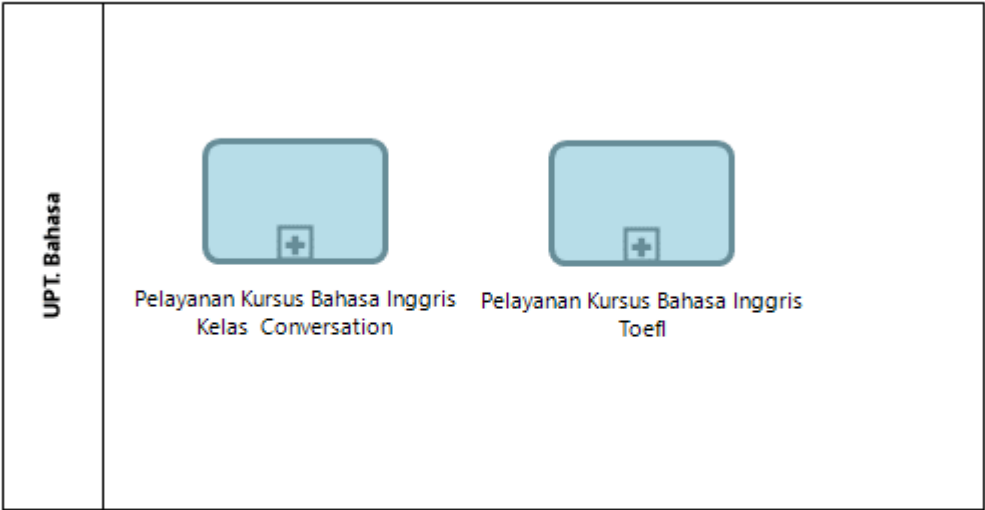 UPT. Bahasa
Pelayanan Kursus Bahasa Inggris
Kelas  Conversation
Pelayanan Kursus Bahasa Inggris
Toefl